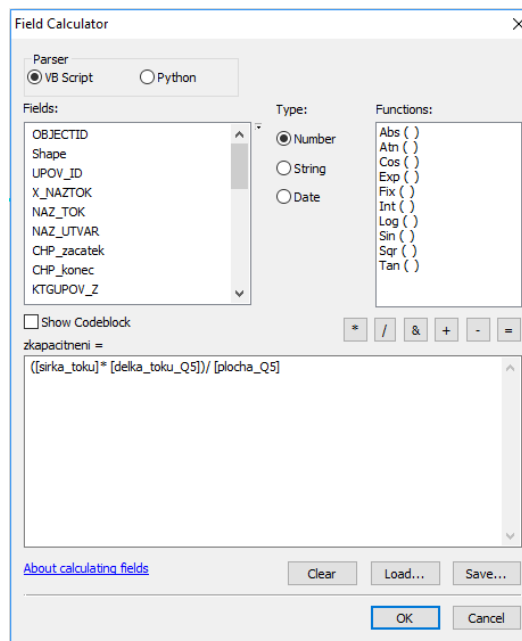 Field Calculator
Parser
VB Script
Python
Fields:
Type:
Functions:
OBJECTID
Shape
UPOV_ID
X_NAZTOK
NAZ_TOK
NAZ_UTVAR
CHP_zacatek
CHP_konec
KTGUPOV_Z
Number
String
Date
Abs ( )
Atn ( )
Cos ( )
Exp ( )
Fix ( )
Int ( )
Log ( )
Sin ( )
Sqr ( )
Tan ( )
Show Codeblock
* / & + - =
zkapacitneni =
([sirka_toku]* [delka_toku_Q5])/ [plocha_Q5]
About calculating fields
Clear
Load...
Save...
OK
Cancel